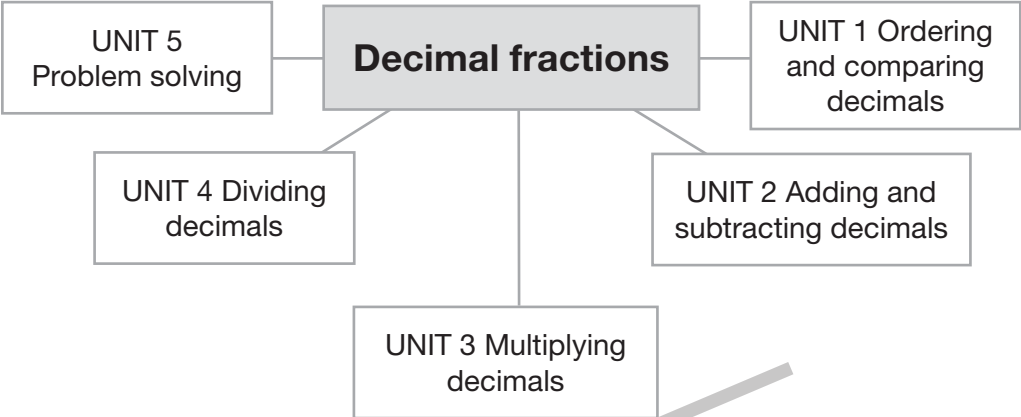 Decimal fractions
UNIT 1 Ordering
and comparing
decimals
UNIT 2 Adding and
subtracting decimals
UNIT 3 Multiplying
decimals
UNIT 4 Dividing
decimals
UNIT 5
Problem solving